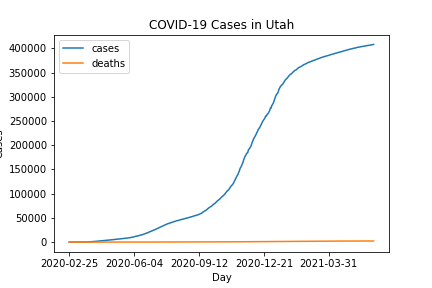 COVID-19 Cases in Utah
cases
deaths
400000
350000
300000
250000
200000
150000
100000
50000
0
Cases
2020-02-25 2020-06-04 2020-09-12 2020-12-21 2021-03-31
Day